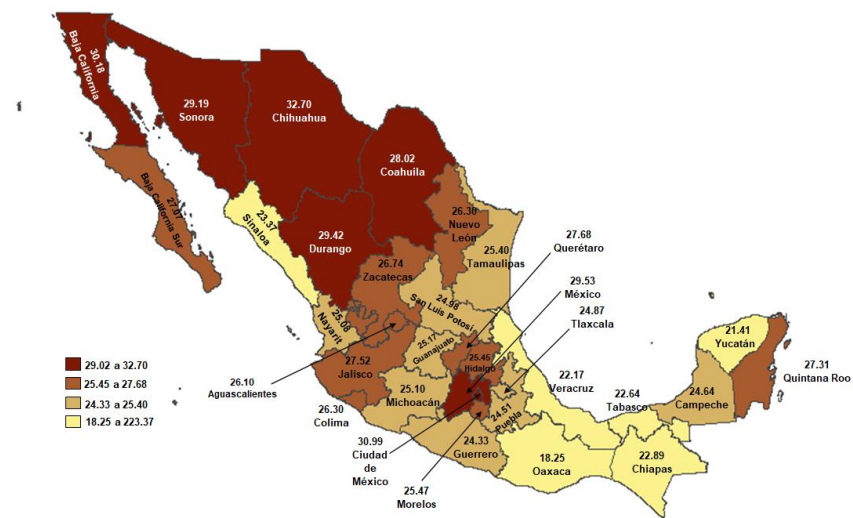 30.18
Baja California
29.19
Sonora
32.70
Chihuahua
28.02
Coahuila
27.07
Baja California Sur
23.37
Sinaloa
29.42
Durango
26.30
Nuevo
León
26.74
Zacatecas
25.40
Tamaulipas
27.68
Querétaro
29.53
México
24.87
Tlaxcala
24.98
San Luis Potosí
25.08
Nayarit
25.17
Guanajuato
25.45
Hidalgo
27.52
Jalisco
25.10
Michoacán
26.10
Aguascalientes
26.30
Colima
30.99
Ciudad
de
México
25.47
Morelos
24.33
Guerrero
24.51
Puebla
22.17
Veracruz
18.25
Oaxaca
22.64
Tabasco
22.89
Chiapas
24.64
Campeche
21.41
Yucatán
27.31
Quintana Roo
29.02 a 32.70
25.45 a 27.68
24.33 a 25.40
18.25 a 223.37